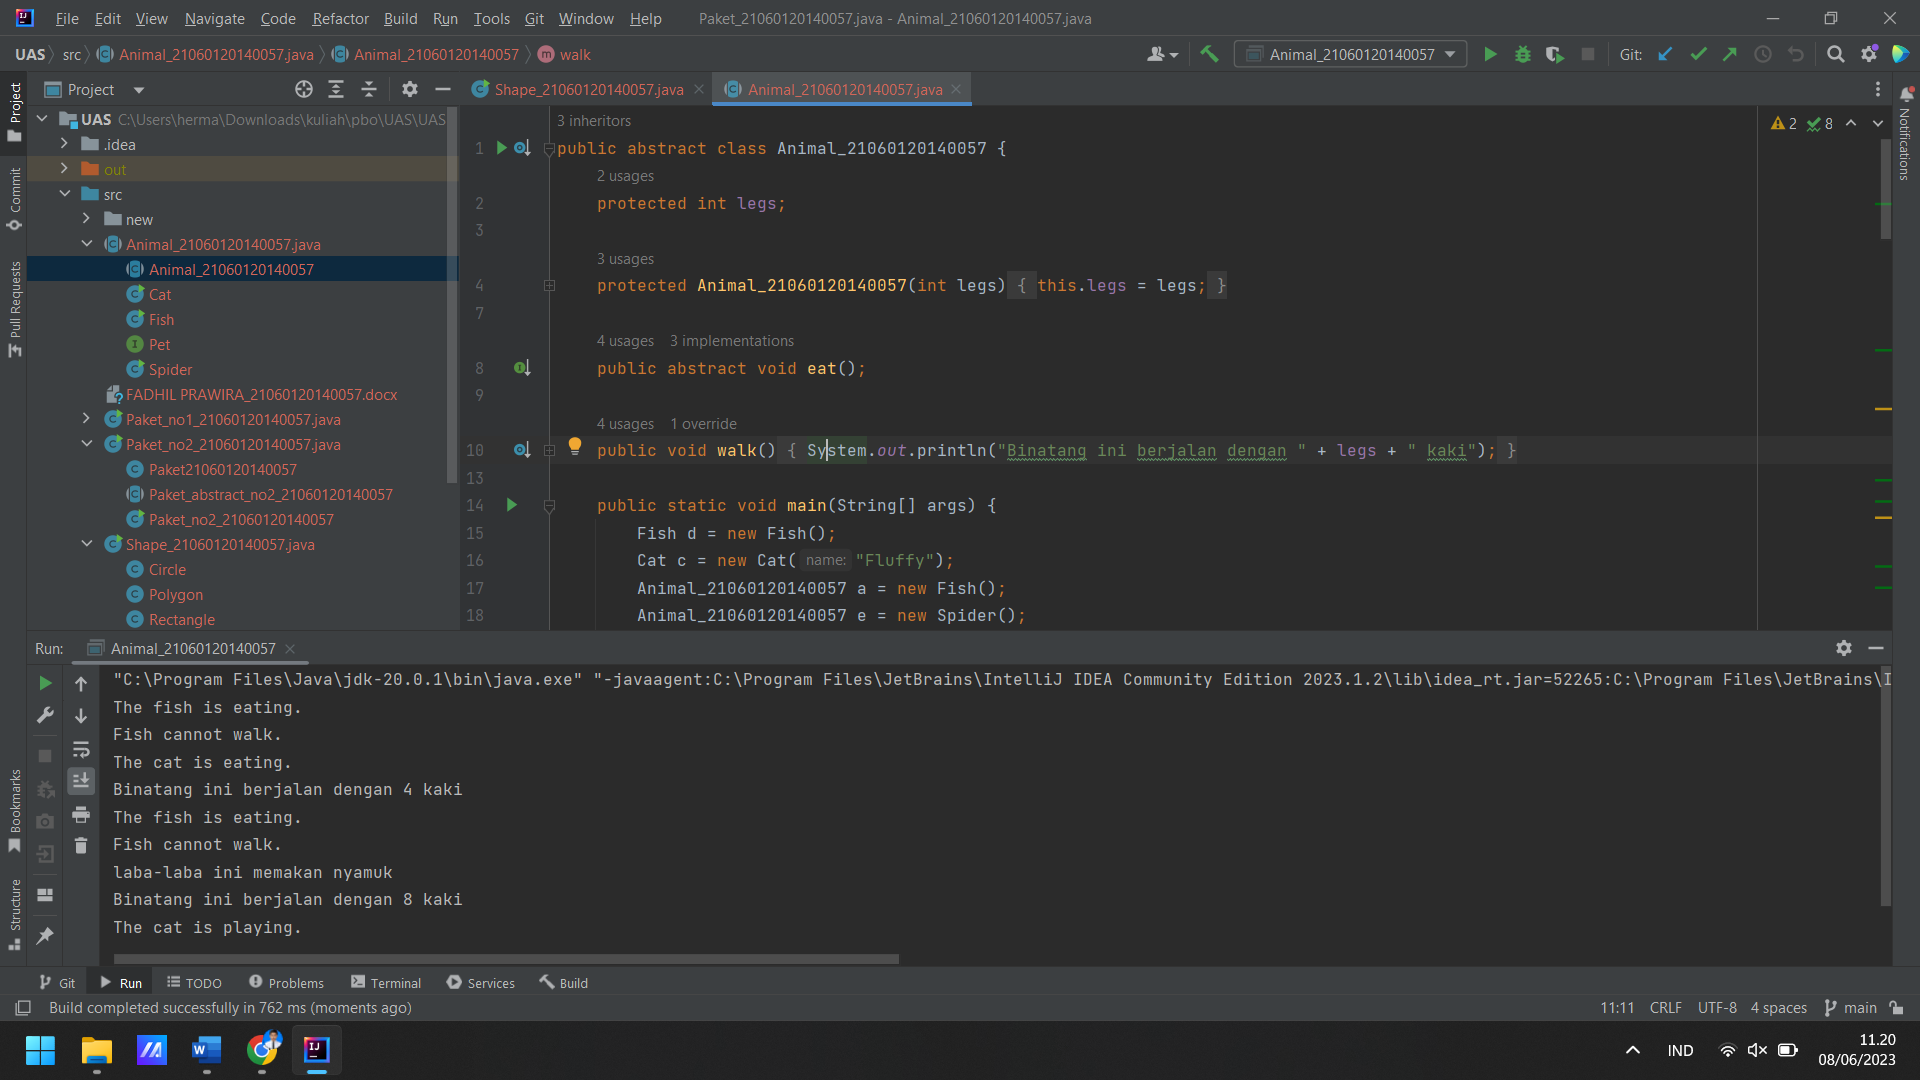 File Edit View Navigate Code Refactor Build Run Tools Git Window Help Paket_21060120140057.java - Animal_21060120140057.java
UAS src Animal_21060120140057.java Animal_21060120140057 walk Animal_21060120140057 Git:
Project Shape_21060120140057.java Animal_21060120140057.java
Project
Commit
Pull Requests
Bookmarks
Structure
Notifications
UAS C:\Users\herma\Downloads\kuliah\pbo\UAS\UAS
.idea
out
src
new
Animal_21060120140057.java
Animal_21060120140057
Cat
Fish
Pet
Spider
FADHIL PRAWIRA_21060120140057.docx
Paket_no1_21060120140057.java
Paket_no2_21060120140057.java
Paket21060120140057
Paket_abstract_no2_21060120140057
Paket_no2_21060120140057
Shape_21060120140057.java
Circle
Polygon
Rectangle
3 inheritors
2 8
1 public abstract class Animal_21060120140057 {
2 usages
2 protected int legs;
3
3 usages
4 protected Animal_21060120140057(int legs) { this.legs = legs; }
7
4 usages 3 implementations
8 public abstract void eat();
9
4 usages 1 override
10 public void walk() { System.out.println("Binatang ini berjalan dengan " + legs + " kaki"); }
13
14 public static void main(String[] args) {
15 Fish d = new Fish();
16 Cat c = new Cat( name: "Fluffy");
17 Animal_21060120140057 a = new Fish();
18 Animal_21060120140057 e = new Spider();
Run: Animal_21060120140057
"C:\Program Files\Java\jdk-20.0.1\bin\java.exe" "-javaagent:C:\Program Files\JetBrains\IntelliJ IDEA Community Edition 2023.1.2\lib\idea_rt.jar=52265:C:\Program Files\JetBrains\I
The fish is eating.
Fish cannot walk.
The cat is eating.
Binatang ini berjalan dengan 4 kaki
The fish is eating.
Fish cannot walk.
laba-laba ini memakan nyamuk
Binatang ini berjalan dengan 8 kaki
The cat is playing.
Git Run TODO Problems Terminal Services Build
Build completed successfully in 762 ms (moments ago) 11:11 CRLF UTF-8 4 spaces main
IND 11.20
08/06/2023